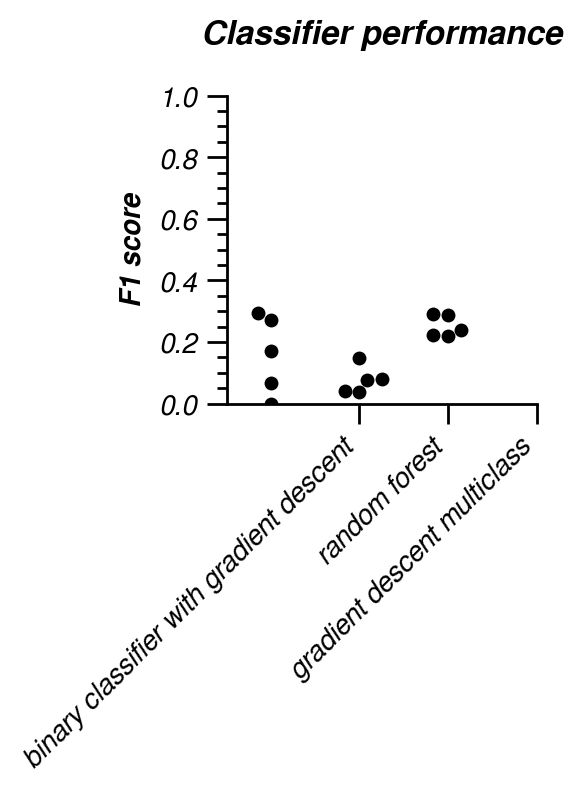 Classifier performance
1.0
0.8
0.6
0.4
0.2
0.0
F1 score
binary classifier with gradient descent
random forest
gradient descent multiclass